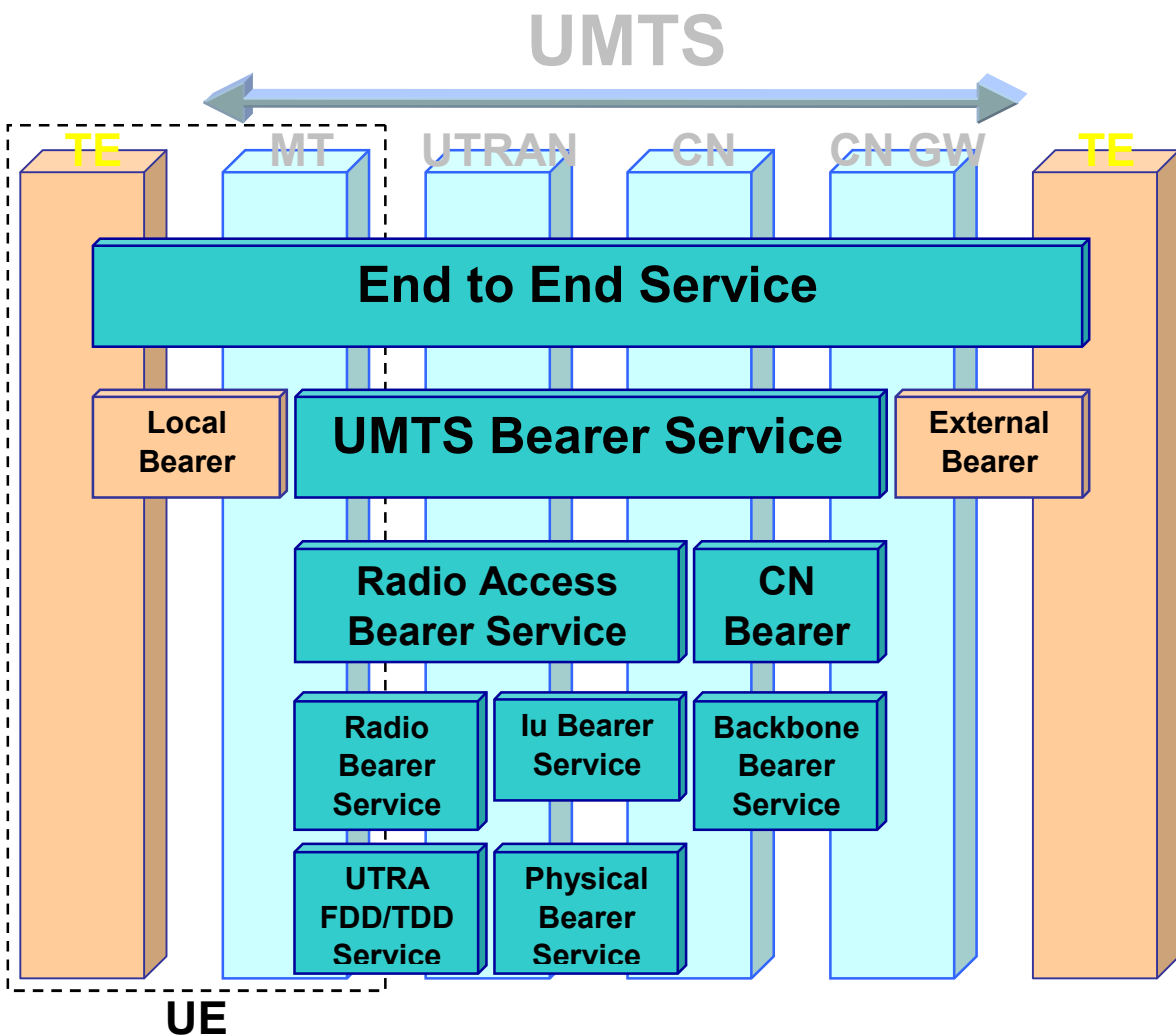 UMTS
TE MT UTRAN CN CN GW TE
End to End Service
Local
Bearer
UMTS Bearer Service
External
Bearer
Radio Access
Bearer Service
CN
Bearer
Radio
Bearer
Service
Iu Bearer
Service
Backbone
Bearer
Service
UTRA
FDD/TDD
Service
Physical
Bearer
Service
UE